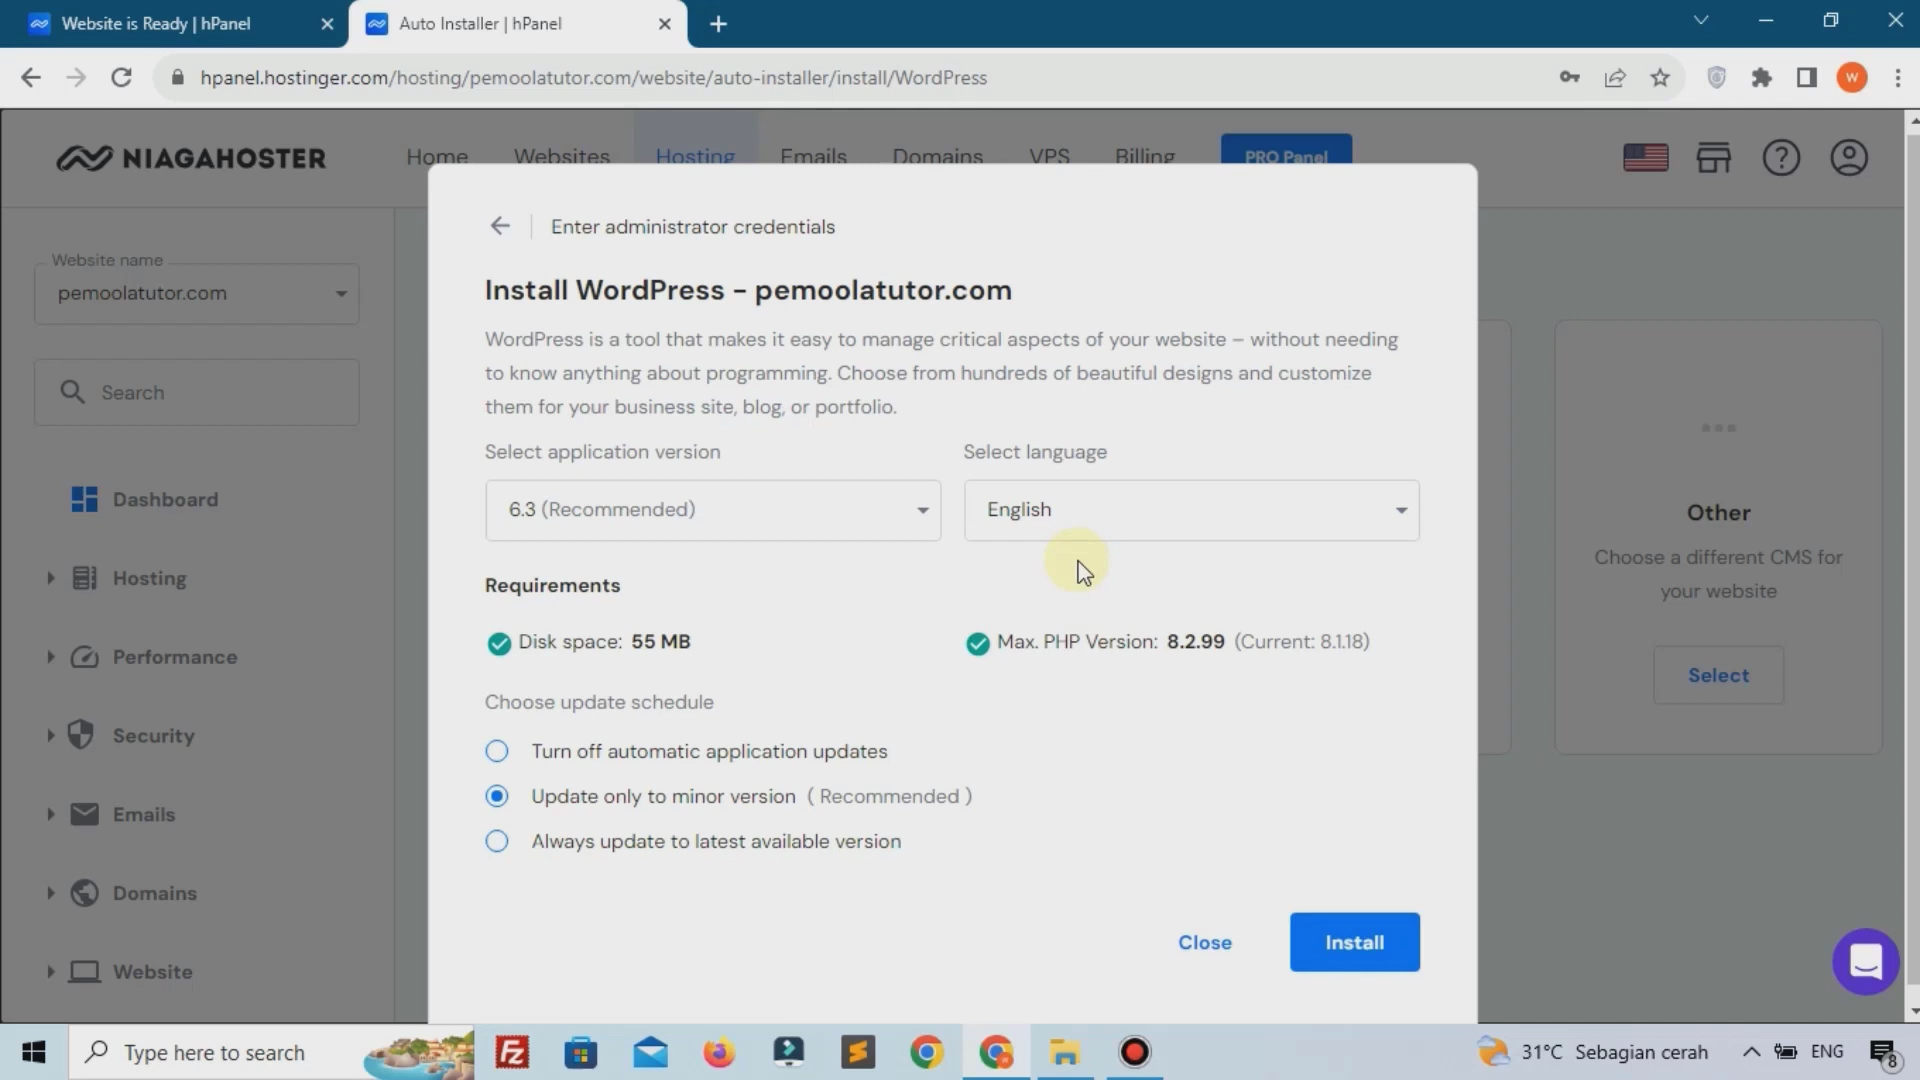 Website is Ready | hPanel
Auto Installer | hPanel
hpanel.hostinger.com/hosting/pemoolatutor.com/website/auto-installer/install/WordPress
W
NIAGAHOSTER
Home
Websites
Hosting
Emails
Domains
VPS
Billing
PRO Panel
Website name
pemoolatutor.com
Search
Dashboard
Hosting
Performance
Security
Emails
Domains
Website
Enter administrator credentials
Install WordPress - pemoolatutor.com
WordPress is a tool that makes it easy to manage critical aspects of your website – without needing
to know anything about programming. Choose from hundreds of beautiful designs and customize
them for your business site, blog, or portfolio.
Select application version
Select language
6.3 (Recommended)
English
Requirements
Disk space: 55 MB
Max. PHP Version: 8.2.99 (Current: 8.1.18)
Choose update schedule
Turn off automatic application updates
Update only to minor version ( Recommended )
Always update to latest available version
Close
Install
Other
Choose a different CMS for
your website
Select
Type here to search
Fz
31°C Sebagian cerah
ENG
8